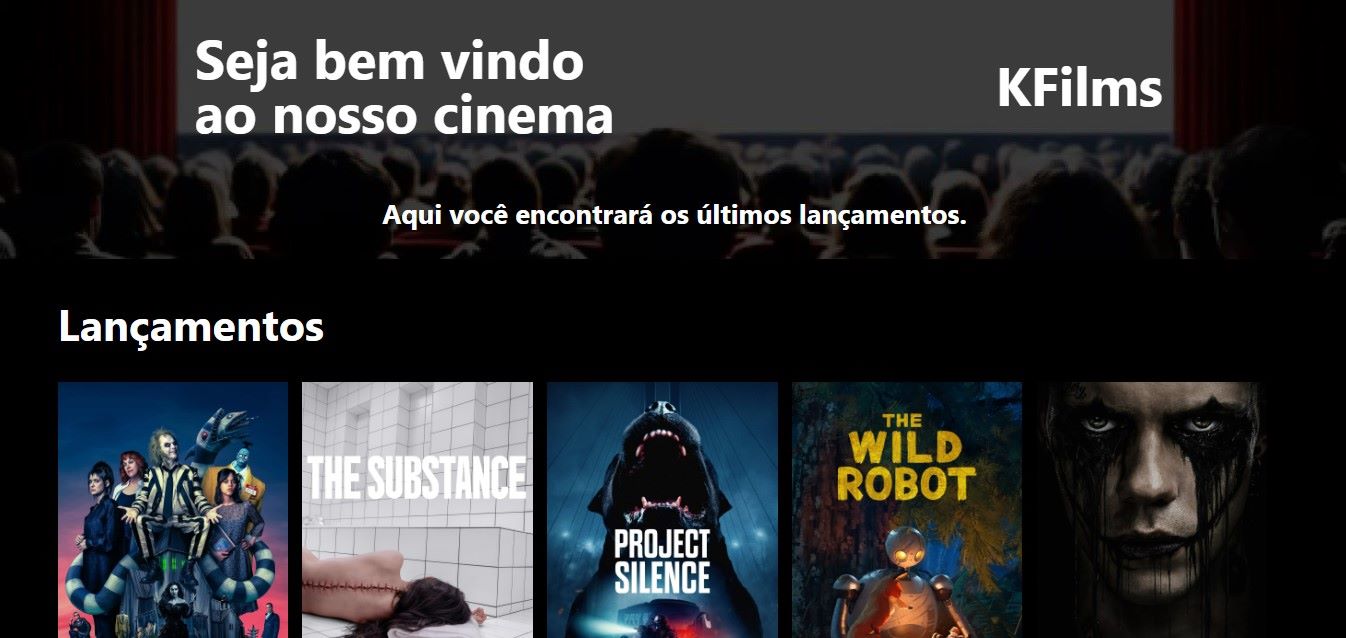 Seja bem vindo
ao nosso cinema
KFilms
Aqui você encontrará os últimos lançamentos.
Lançamentos
THE SUBSTANCE
PROJECT
SILENCE
THE
WILD
ROBOT